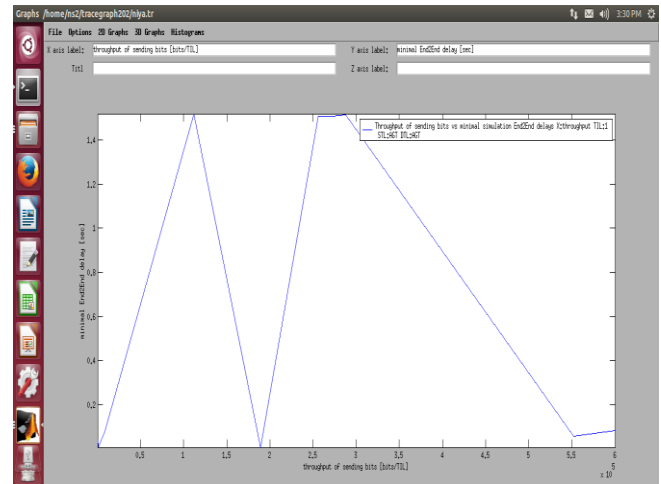 Graphs /home/ns2/tracegraph202/niya.tr 3:30 PM
File Options 2D Graphs 3D Graphs Histograms
X axis label: throughput of sending bits [bits/TIL] Y axis label: minimal End2End delay [sec]
Titl Z axis label:
Throughput of sending bits vs minimal simulation End2End delays X:throughput TIL:1
STL:AGT DTL:AGT
1,4
1,2
1
0,8
0,6
0,4
0,2
minimal End2End delay [sec]
0,5 1 1,5 2 2,5 3 3,5 4 4,5 5 5,5 6
throughput of sending bits [bits/TIL]
5
x 10